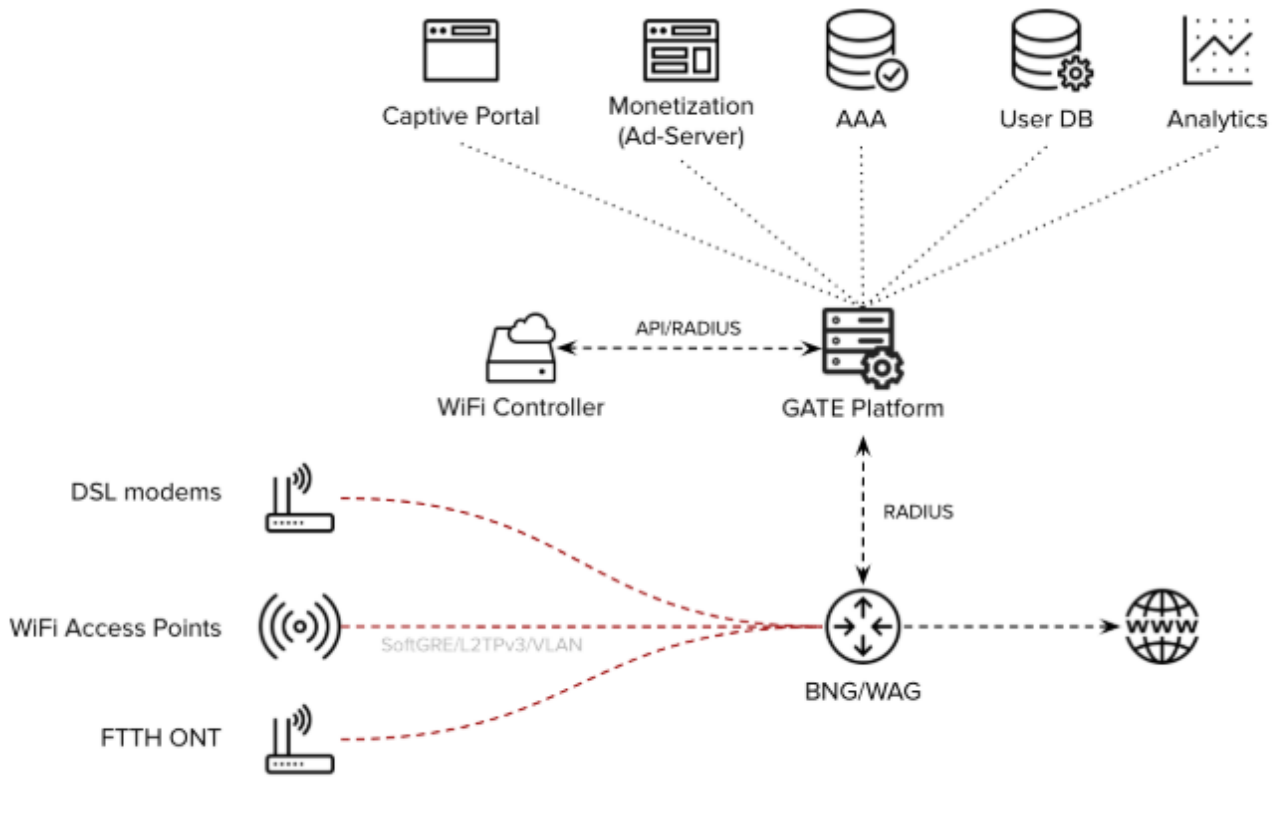 Captive Portal
Monetization
(Ad-Server)
AAA
User DB
Analytics
API/RADIUS
WiFi Controller
GATE Platform
DSL modems
RADIUS
WiFi Access Points
SoftGRE/L2TPv3/VLAN
WWW
BNG/WAG
FTTH ONT